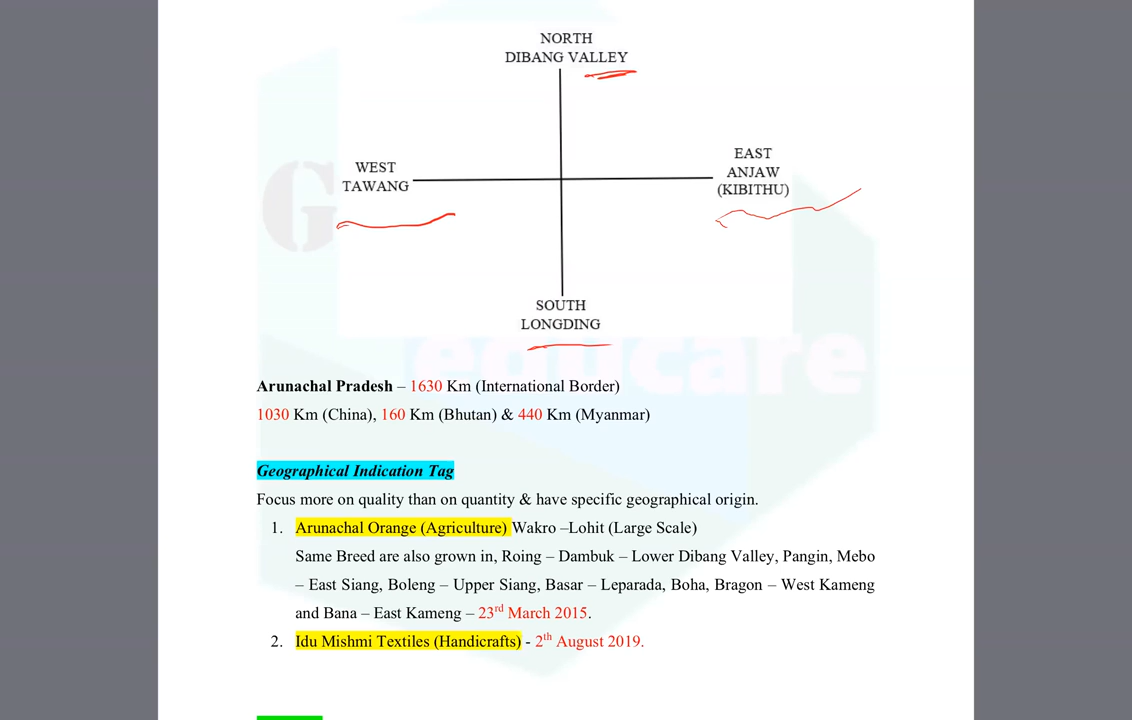 NORTH
DIBANG VALLEY
WEST
TAWANG
EAST
ANJAW
(KIBITHU)
SOUTH
LONGDING
G
educare
Arunachal Pradesh – 1630 Km (International Border)
1030 Km (China), 160 Km (Bhutan) & 440 Km (Myanmar)
Geographical Indication Tag
Focus more on quality than on quantity & have specific geographical origin.
1. Arunachal Orange (Agriculture) Wakro –Lohit (Large Scale)
Same Breed are also grown in, Roing – Dambuk – Lower Dibang Valley, Pangin, Mebo
– East Siang, Boleng – Upper Siang, Basar – Leparada, Boha, Bragon – West Kameng
and Bana – East Kameng – 23rd March 2015.
2. Idu Mishmi Textiles (Handicrafts) - 2th August 2019.